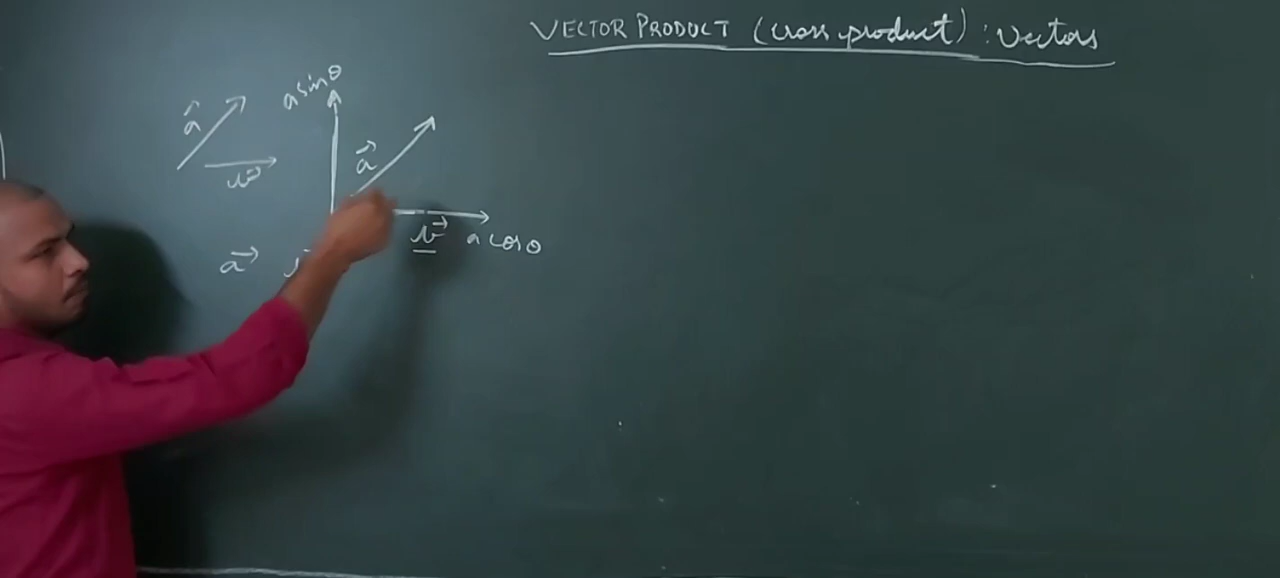 VECTOR PRODUCT (cross product) : Vectors
a sinθ
a⃗
a⃗
b⃗
b⃗ a cosθ
a⃗